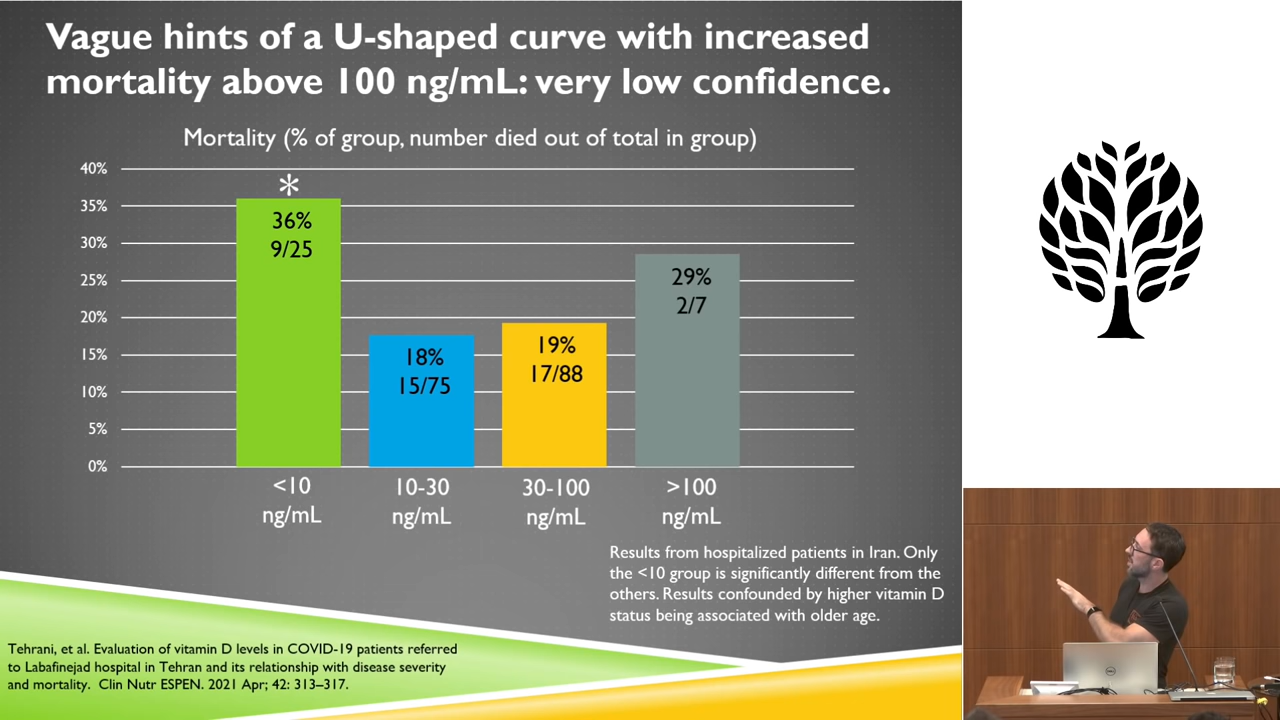 Vague hints of a U-shaped curve with increased
mortality above 100 ng/mL: very low confidence.
Mortality (% of group, number died out of total in group)
40%
35%
30%
25%
20%
15%
10%
5%
0%
*
36%
9/25
18%
15/75
19%
17/88
29%
2/7
<10
ng/mL
10-30
ng/mL
30-100
ng/mL
>100
ng/mL
Results from hospitalized patients in Iran. Only
the <10 group is significantly different from the
others. Results confounded by higher vitamin D
status being associated with older age.
Tehrani, et al. Evaluation of vitamin D levels in COVID-19 patients referred
to Labafinejad hospital in Tehran and its relationship with disease severity
and mortality. Clin Nutr ESPEN. 2021 Apr; 42: 313–317.
DELL